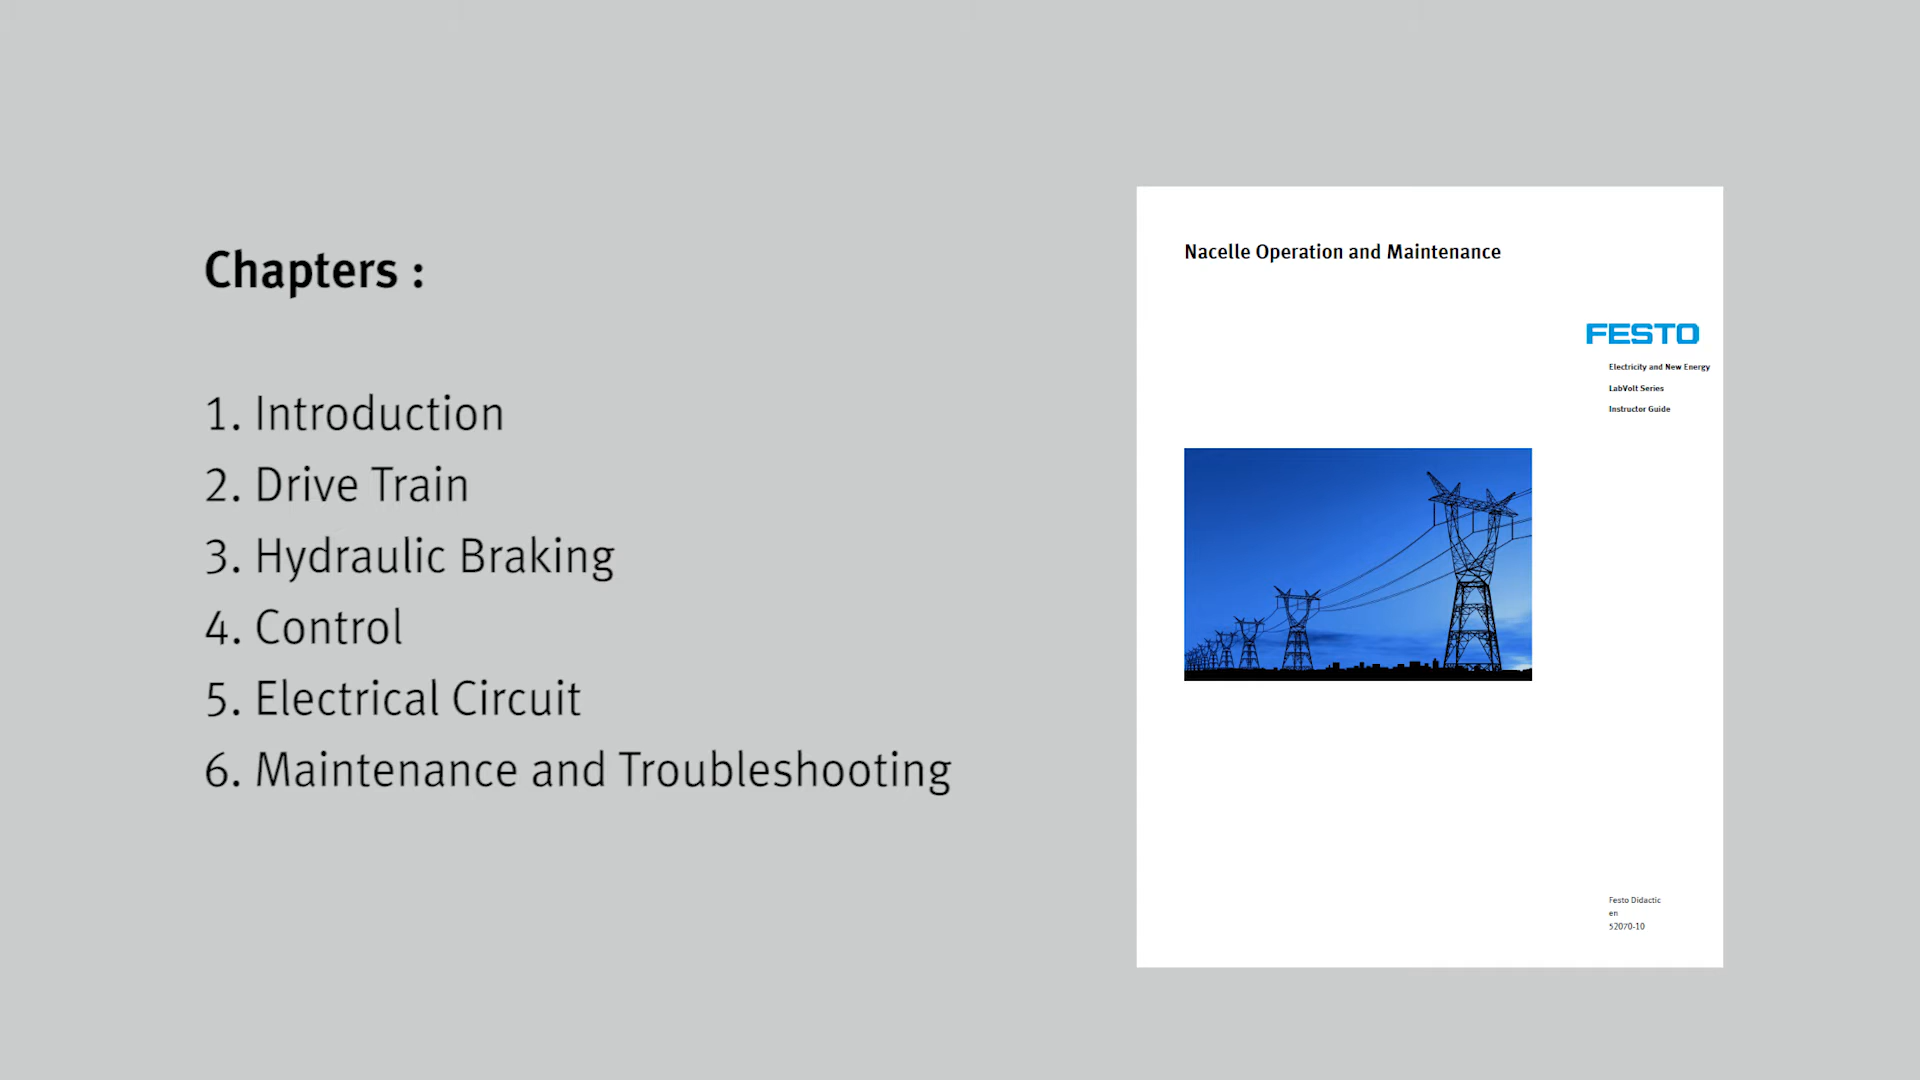 Chapters :
1. Introduction
2. Drive Train
3. Hydraulic Braking
4. Control
5. Electrical Circuit
6. Maintenance and Troubleshooting
Nacelle Operation and Maintenance
FESTO
Electricity and New Energy
LabVolt Series
Instructor Guide
Festo Didactic
en
52070-10